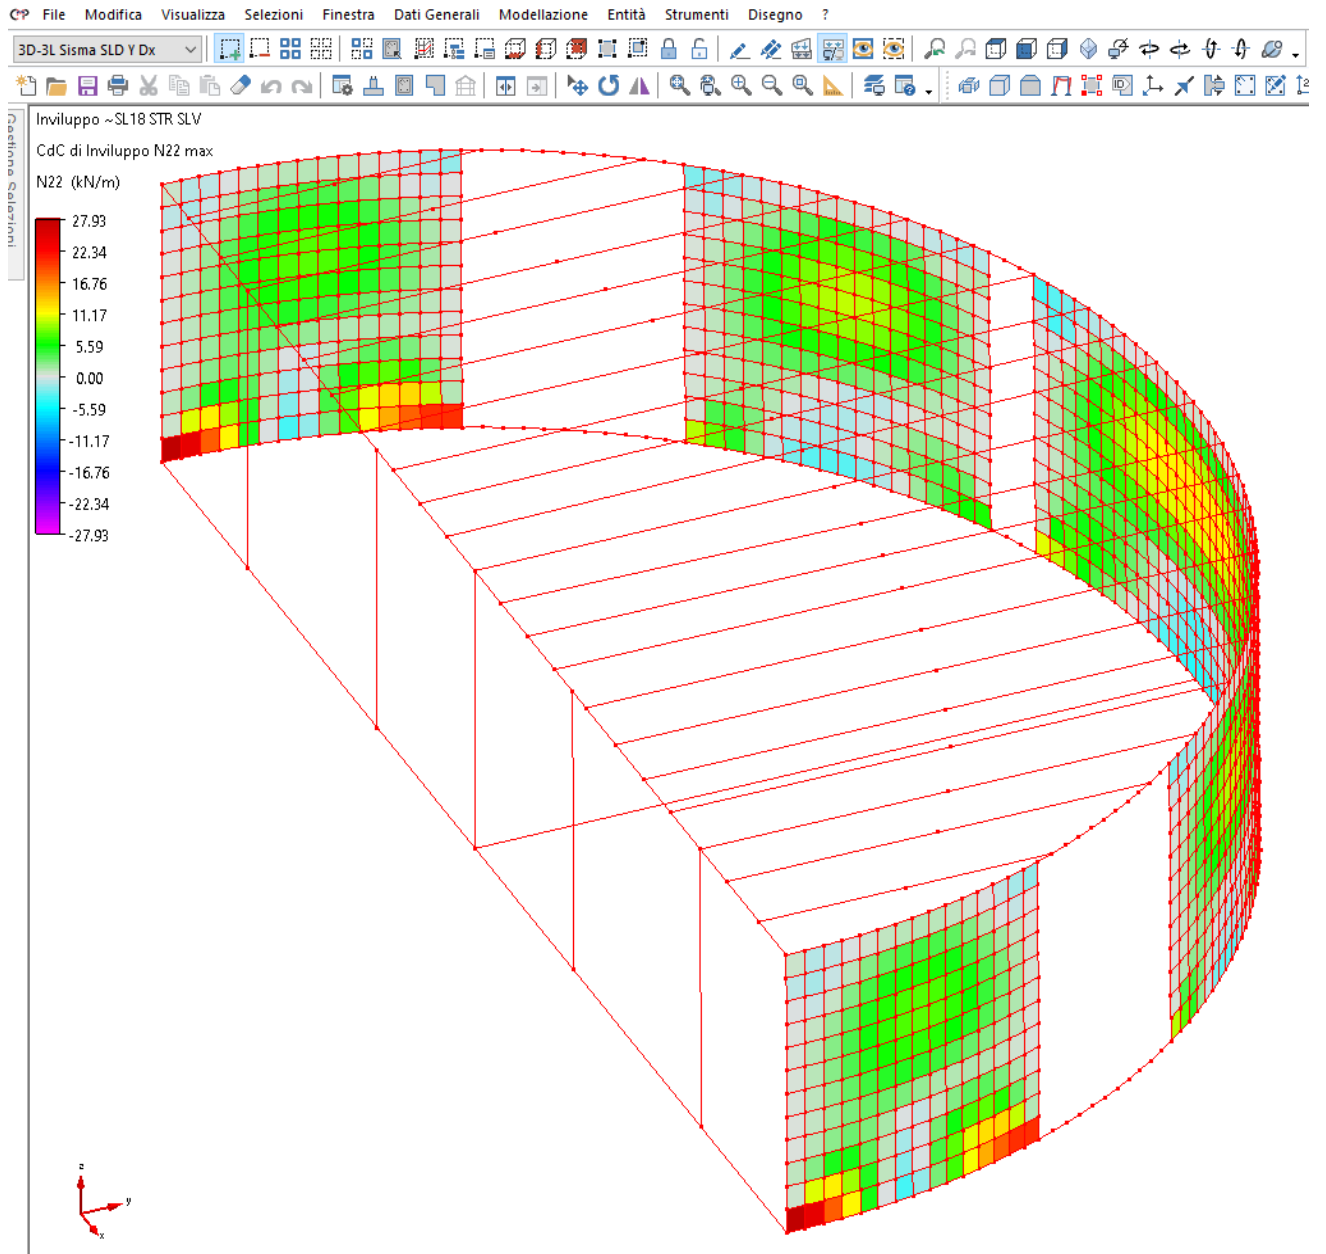 File Modifica Visualizza Selezioni Finestra Dati Generali Modellazione Entità Strumenti Disegno ?
3D-3L Sisma SLD Y Dx
Gestione Selezioni
Inviluppo ~SL18 STR SLV
CdC di Inviluppo N22 max
N22 (kN/m)
27.93
22.34
16.76
11.17
5.59
0.00
-5.59
-11.17
-16.76
-22.34
-27.93
z
y
x